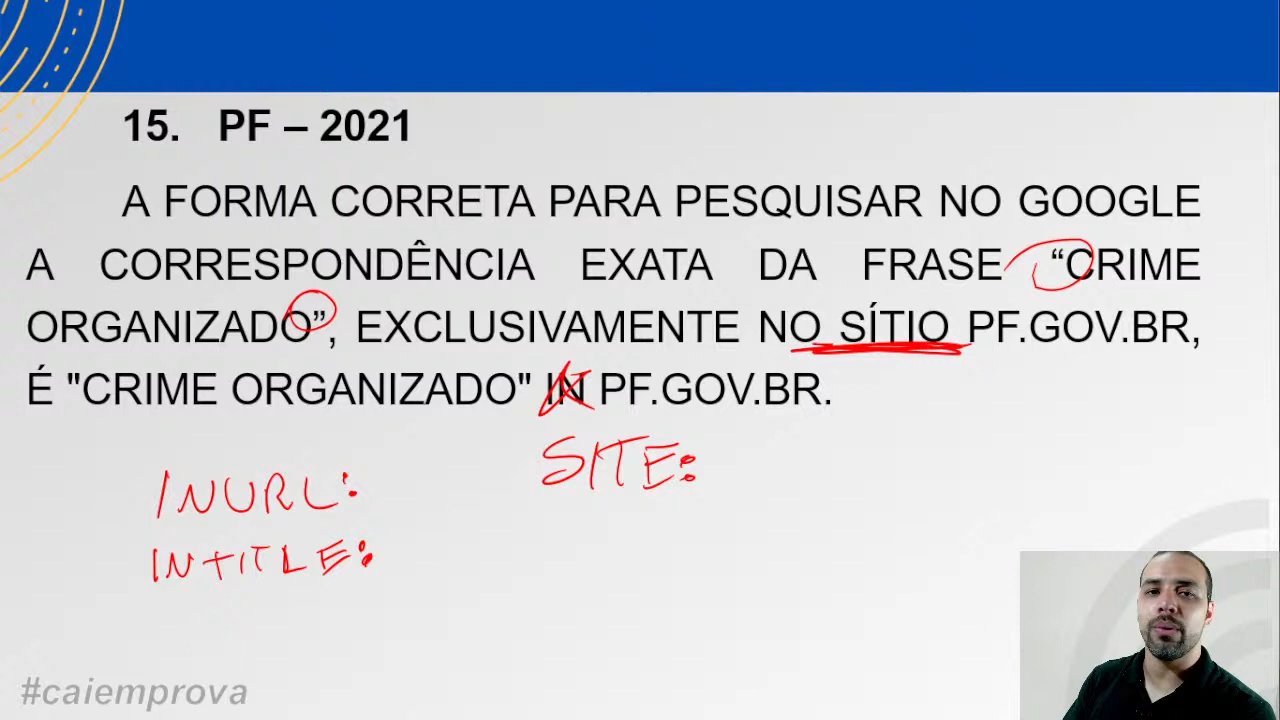 15. PF – 2021
A FORMA CORRETA PARA PESQUISAR NO GOOGLE
A CORRESPONDÊNCIA EXATA DA FRASE “CRIME
ORGANIZADO”, EXCLUSIVAMENTE NO SÍTIO PF.GOV.BR,
É "CRIME ORGANIZADO" IN PF.GOV.BR.
SITE:
INURL:
INTITLE:
#caiemprova